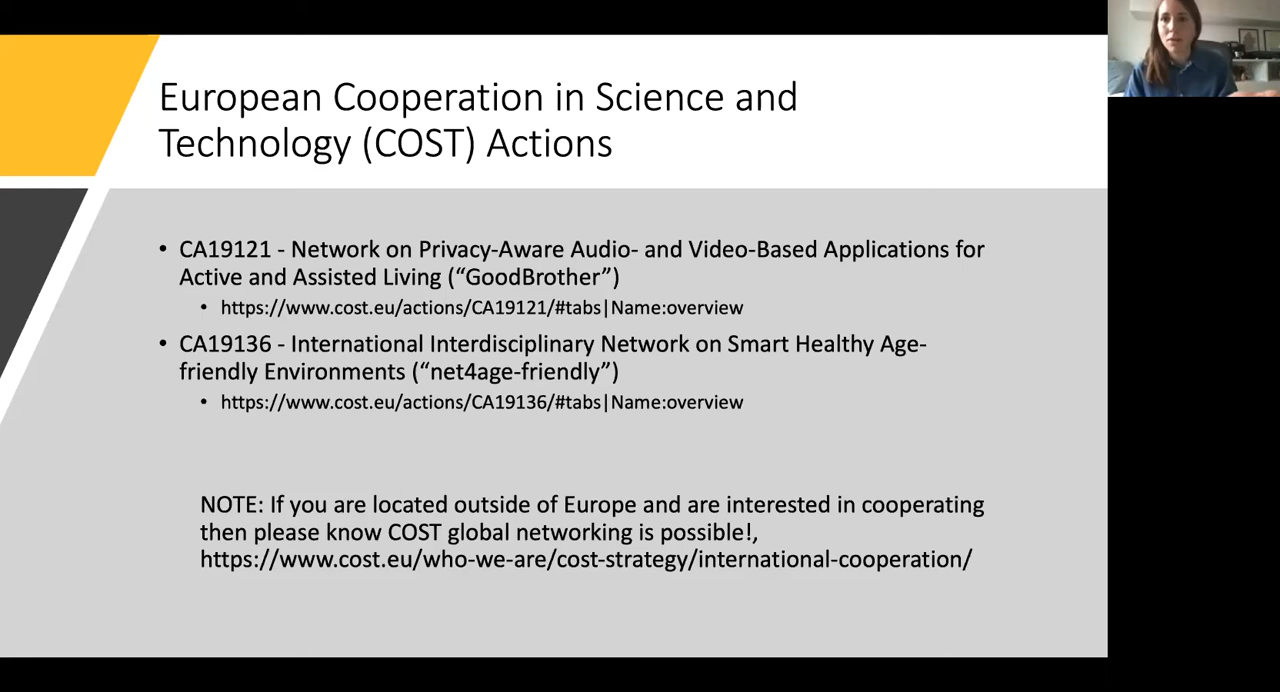 European Cooperation in Science and
Technology (COST) Actions
• CA19121 - Network on Privacy-Aware Audio- and Video-Based Applications for
Active and Assisted Living (“GoodBrother”)
• https://www.cost.eu/actions/CA19121/#tabs|Name:overview
• CA19136 - International Interdisciplinary Network on Smart Healthy Age-
friendly Environments (“net4age-friendly”)
• https://www.cost.eu/actions/CA19136/#tabs|Name:overview
NOTE: If you are located outside of Europe and are interested in cooperating
then please know COST global networking is possible!,
https://www.cost.eu/who-we-are/cost-strategy/international-cooperation/